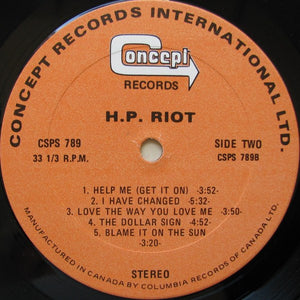 CONCEPT RECORDS INTERNATIONAL LTD.
Concept
RECORDS
H.P. RIOT
CSPS 789
33 1/3 R.P.M.
SIDE TWO
CSPS 789B
1. HELP ME (GET IT ON) -3:52-
2. I HAVE CHANGED -5:32-
3. LOVE THE WAY YOU LOVE ME -3:50-
4. THE DOLLAR SIGN -4:32-
5. BLAME IT ON THE SUN
-3:20-
STEREO
MANUFACTURED IN CANADA BY COLUMBIA RECORDS OF CANADA LTD.